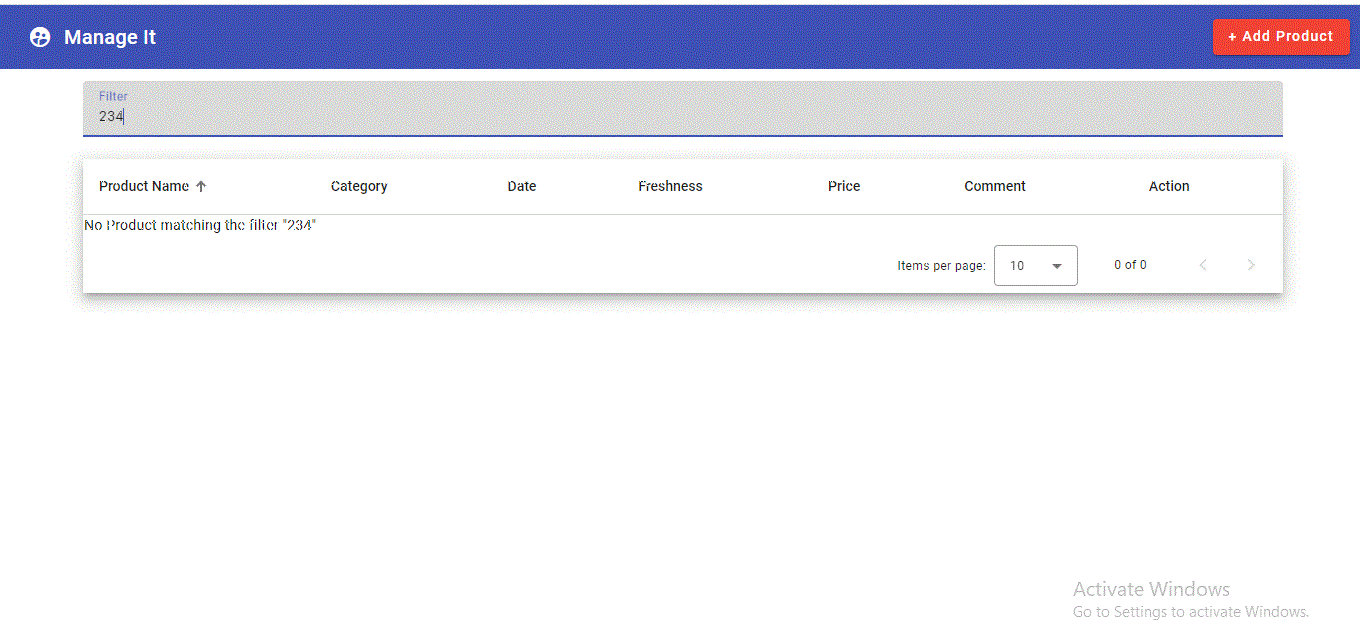 Manage It
+ Add Product
Filter
234
Product Name Category Date Freshness Price Comment Action
No Product matching the filter "234"
Items per page: 10 0 of 0
Activate Windows
Go to Settings to activate Windows.